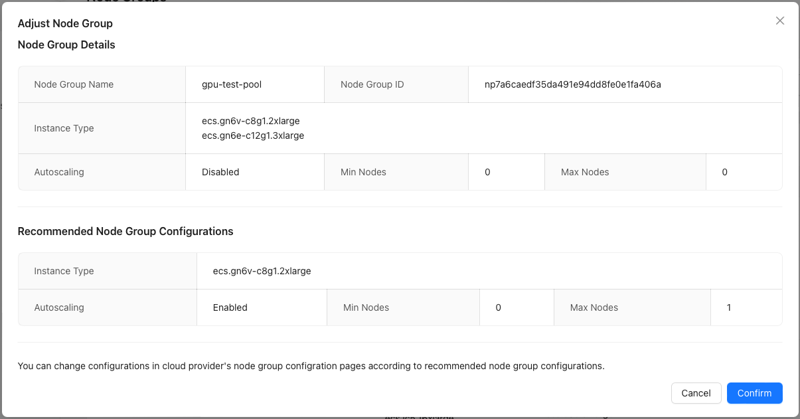 Adjust Node Group
Node Group Details
Node Group Name gpu-test-pool Node Group ID np7a6caedf35da491e94dd8fe0e1fa406a
Instance Type
ecs.gn6v-c8g1.2xlarge
ecs.gn6e-c12g1.3xlarge
Autoscaling Disabled Min Nodes 0 Max Nodes 0
Recommended Node Group Configurations
Instance Type ecs.gn6v-c8g1.2xlarge
Autoscaling Enabled Min Nodes 0 Max Nodes 1
You can change configurations in cloud provider's node group configration pages according to recommended node group configurations.
Cancel Confirm